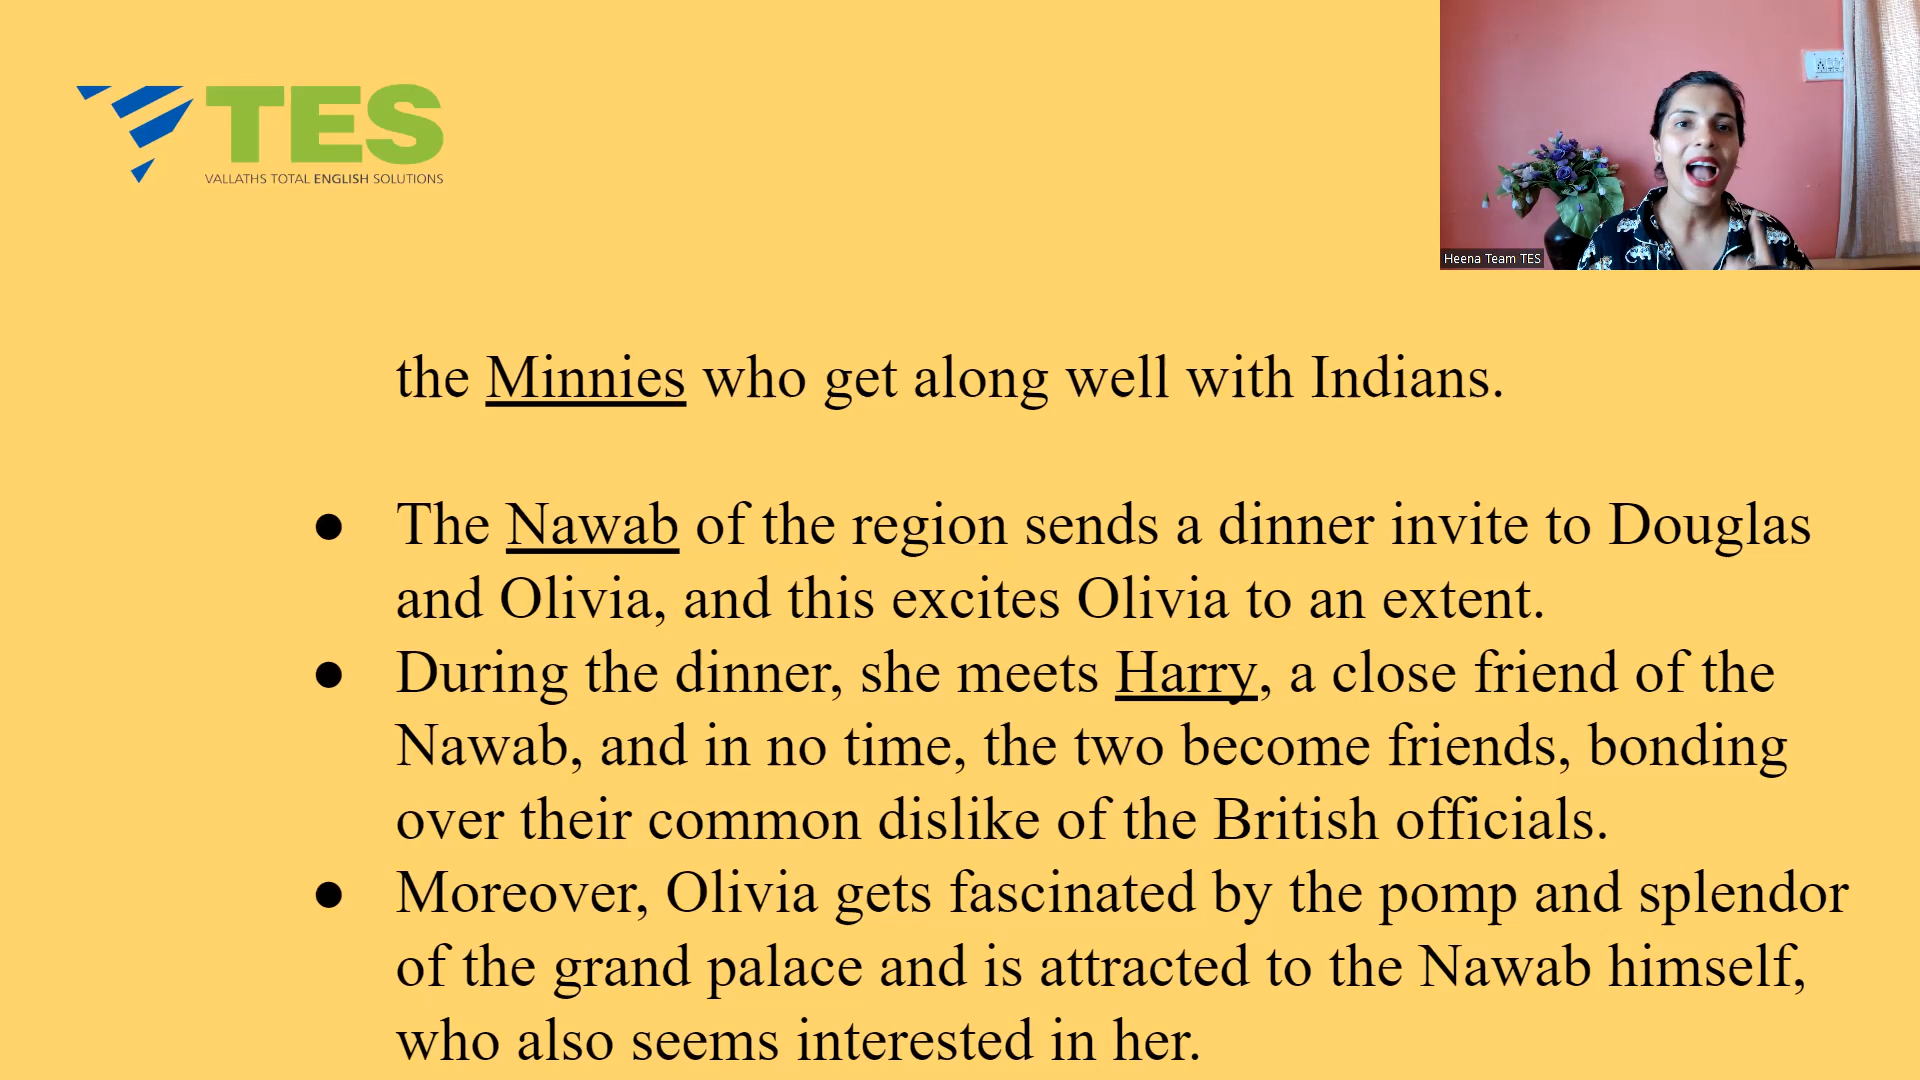 TES
VALLATHS TOTAL ENGLISH SOLUTIONS
Heena Team TES
the Minnies who get along well with Indians.
● The Nawab of the region sends a dinner invite to Douglas
and Olivia, and this excites Olivia to an extent.
● During the dinner, she meets Harry, a close friend of the
Nawab, and in no time, the two become friends, bonding
over their common dislike of the British officials.
● Moreover, Olivia gets fascinated by the pomp and splendor
of the grand palace and is attracted to the Nawab himself,
who also seems interested in her.